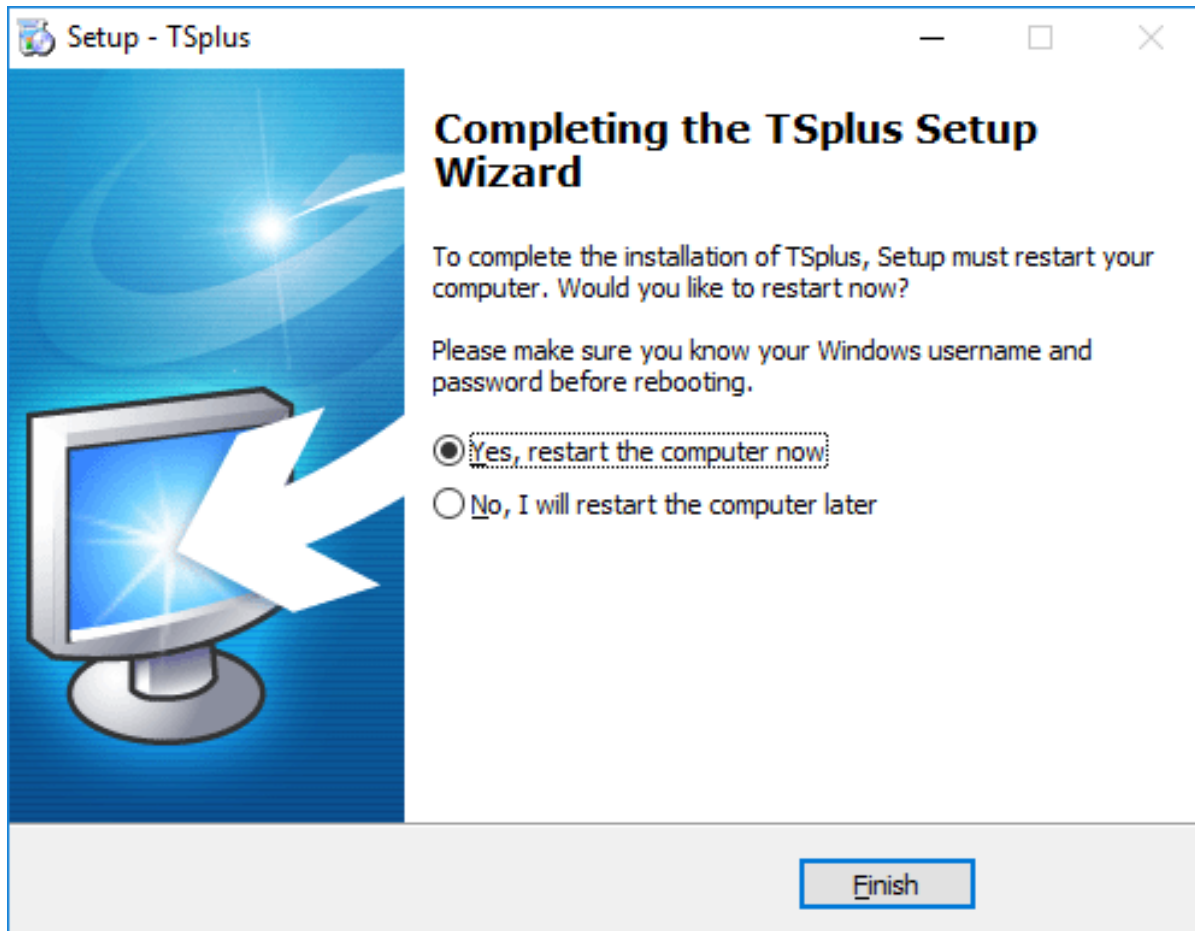 Setup - TSplus
Completing the TSplus Setup
Wizard
To complete the installation of TSplus, Setup must restart your
computer. Would you like to restart now?
Please make sure you know your Windows username and
password before rebooting.
Yes, restart the computer now
No, I will restart the computer later
Finish